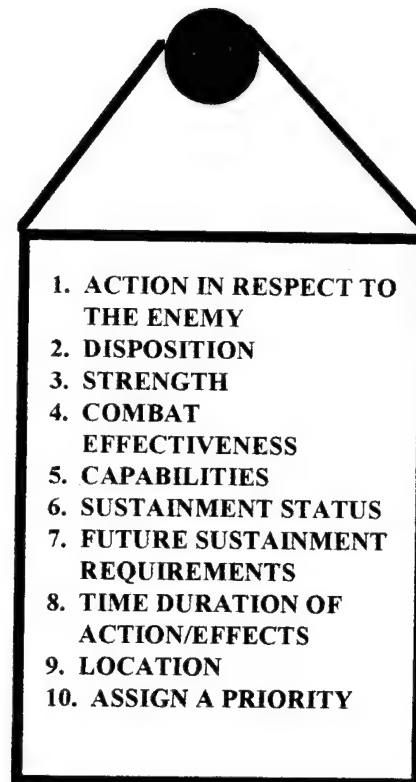 1. ACTION IN RESPECT TO
THE ENEMY
2. DISPOSITION
3. STRENGTH
4. COMBAT
EFFECTIVENESS
5. CAPABILITIES
6. SUSTAINMENT STATUS
7. FUTURE SUSTAINMENT
REQUIREMENTS
8. TIME DURATION OF
ACTION/EFFECTS
9. LOCATION
10. ASSIGN A PRIORITY